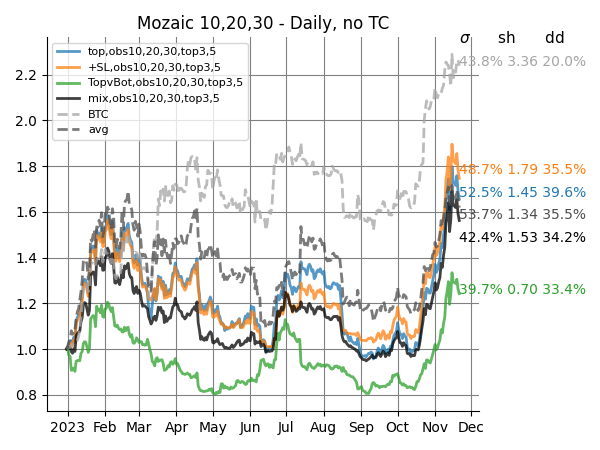 Mozaic 10,20,30 - Daily, no TC
σ sh dd
top,obs10,20,30,top3,5
+SL,obs10,20,30,top3,5
TopvBot,obs10,20,30,top3,5
mix,obs10,20,30,top3,5
BTC
avg
43.8% 3.36 20.0%
48.7% 1.79 35.5%
52.5% 1.45 39.6%
53.7% 1.34 35.5%
42.4% 1.53 34.2%
39.7% 0.70 33.4%
2.2
2.0
1.8
1.6
1.4
1.2
1.0
0.8
2023 Feb Mar Apr May Jun Jul Aug Sep Oct Nov Dec